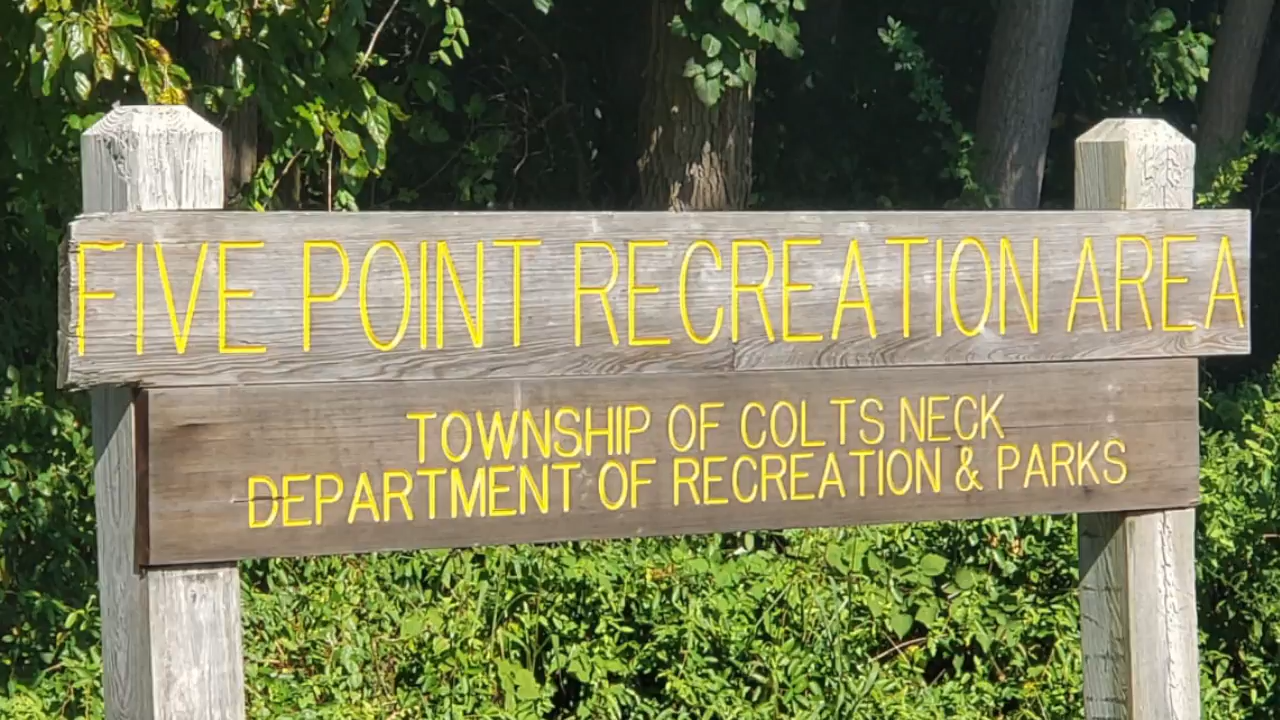 FIVE POINT RECREATION AREA
TOWNSHIP OF COLTS NECK
DEPARTMENT OF RECREATION & PARKS